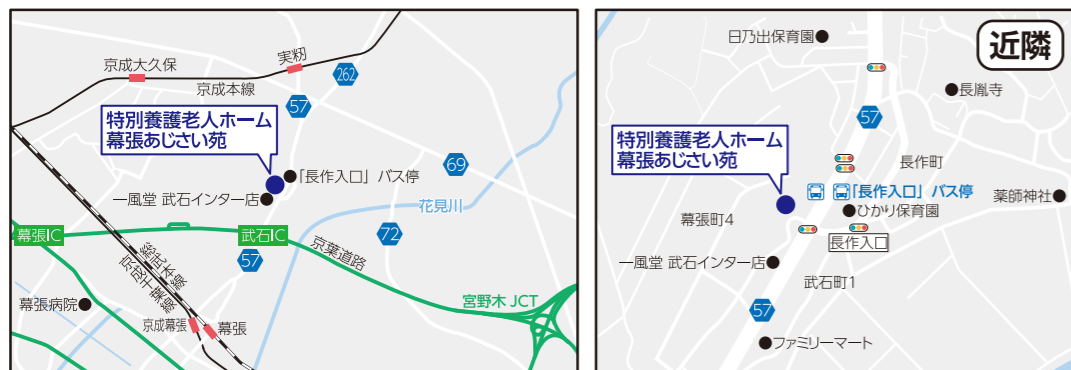 実籾
京成大久保
京成本線
262
57
特別養護老人ホーム
幕張あじさい苑
「長作入口」バス停
69
一風堂 武石インター店
花見川
幕張IC
武石IC
72
57
京葉道路
総武本線
京成千葉線
宮野木 JCT
幕張病院
京成幕張
幕張
近隣
日乃出保育園
長胤寺
57
特別養護老人ホーム
幕張あじさい苑
長作町
「長作入口」バス停
薬師神社
幕張町4
ひかり保育園
長作入口
一風堂 武石インター店
武石町1
57
ファミリーマート